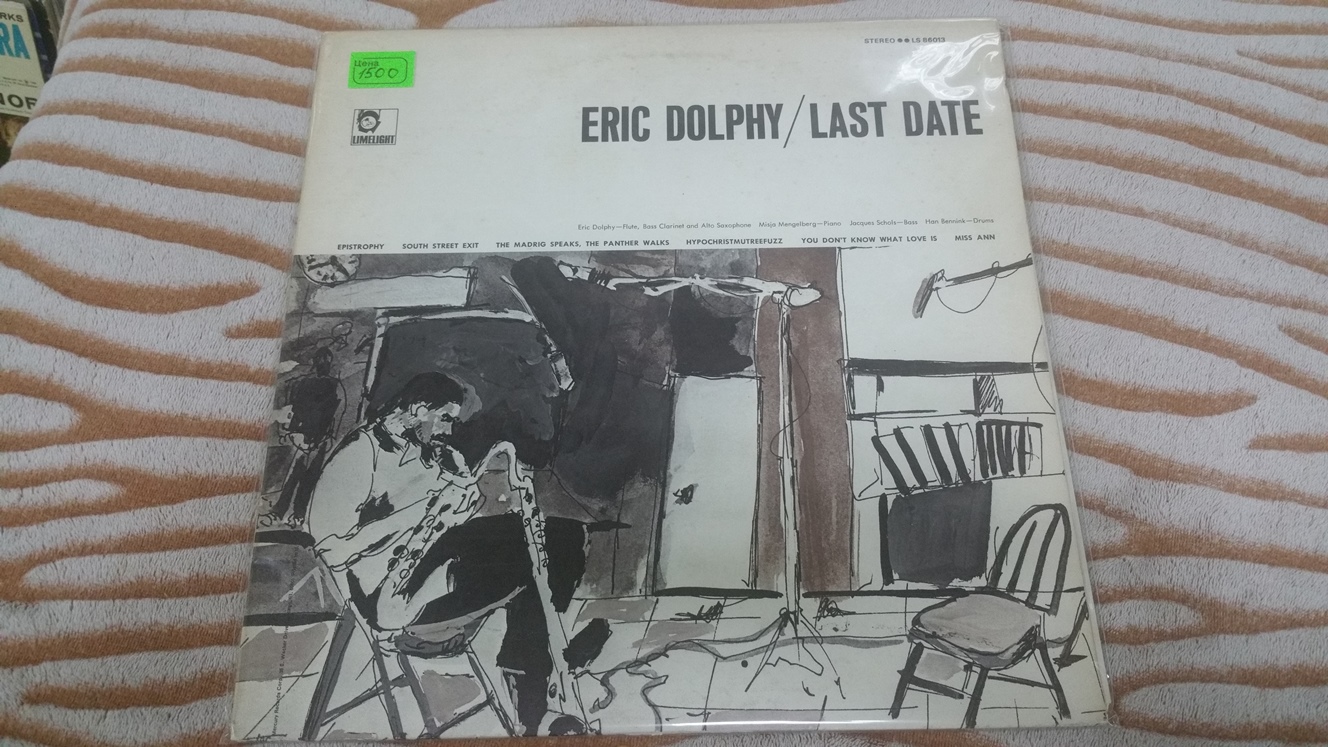 RKS
RA
STEREO ●● LS 86013
Цена
1500
LIMELIGHT
ERIC DOLPHY/LAST DATE
Eric Dolphy—Flute, Bass Clarinet and Alto Saxophone Misja Mengelberg—Piano Jacques Schols—Bass Han Bennink—Drums
EPISTROPHY SOUTH STREET EXIT THE MADRIG SPEAKS, THE PANTHER WALKS HYPOCHRISTMUTREEFUZZ YOU DON'T KNOW WHAT LOVE IS MISS ANN